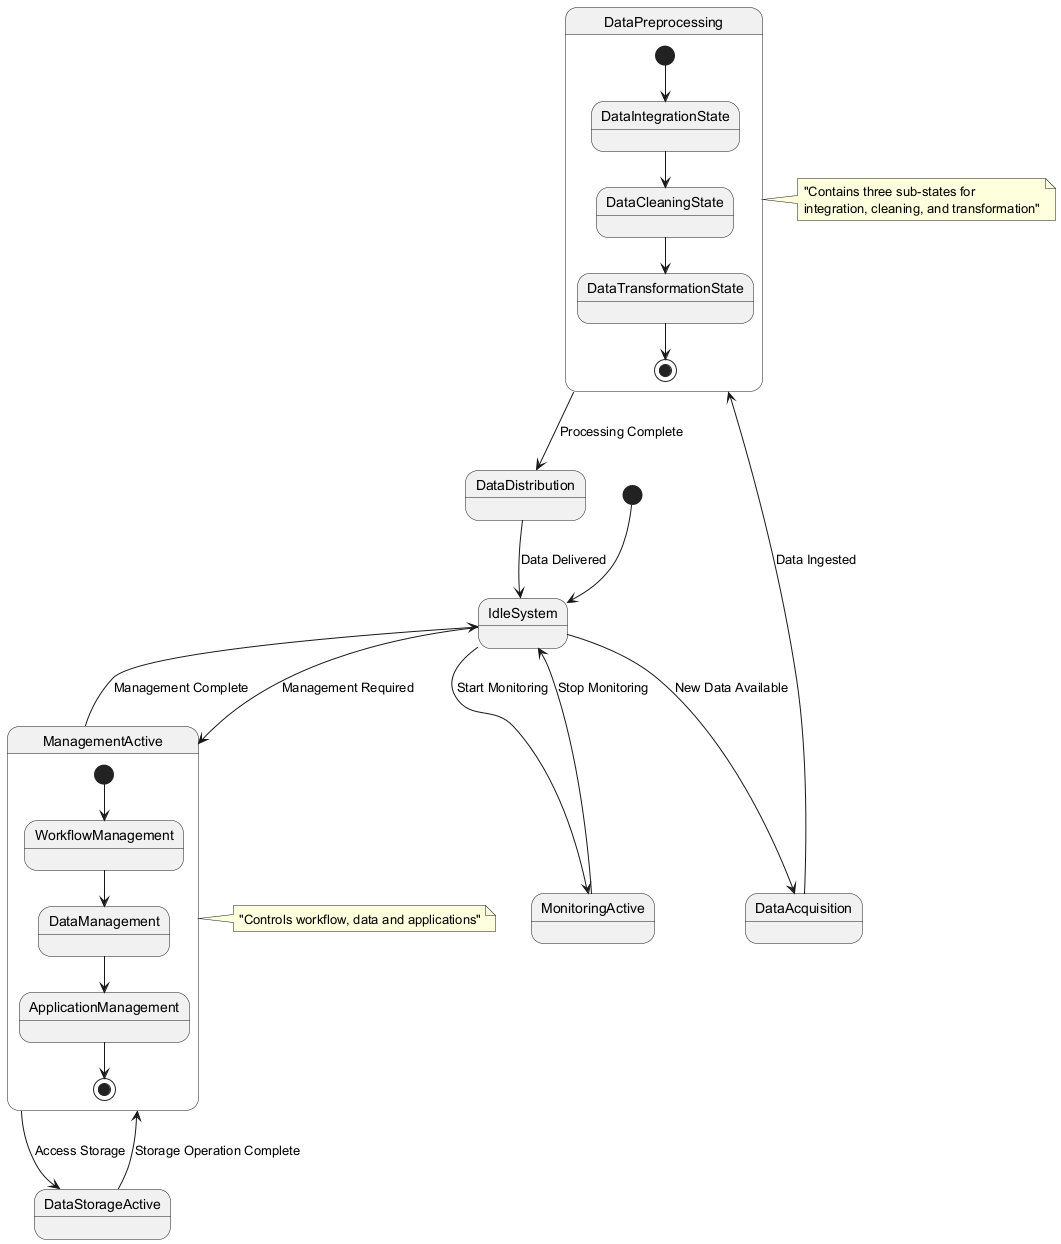 DataPreprocessing
DataIntegrationState
DataCleaningState
DataTransformationState
"Contains three sub-states for
integration, cleaning, and transformation"
Processing Complete
DataDistribution
Data Delivered
Data Ingested
IdleSystem
Management Complete
Management Required
Start Monitoring
Stop Monitoring
New Data Available
ManagementActive
WorkflowManagement
DataManagement
ApplicationManagement
"Controls workflow, data and applications"
MonitoringActive
DataAcquisition
Access Storage
Storage Operation Complete
DataStorageActive